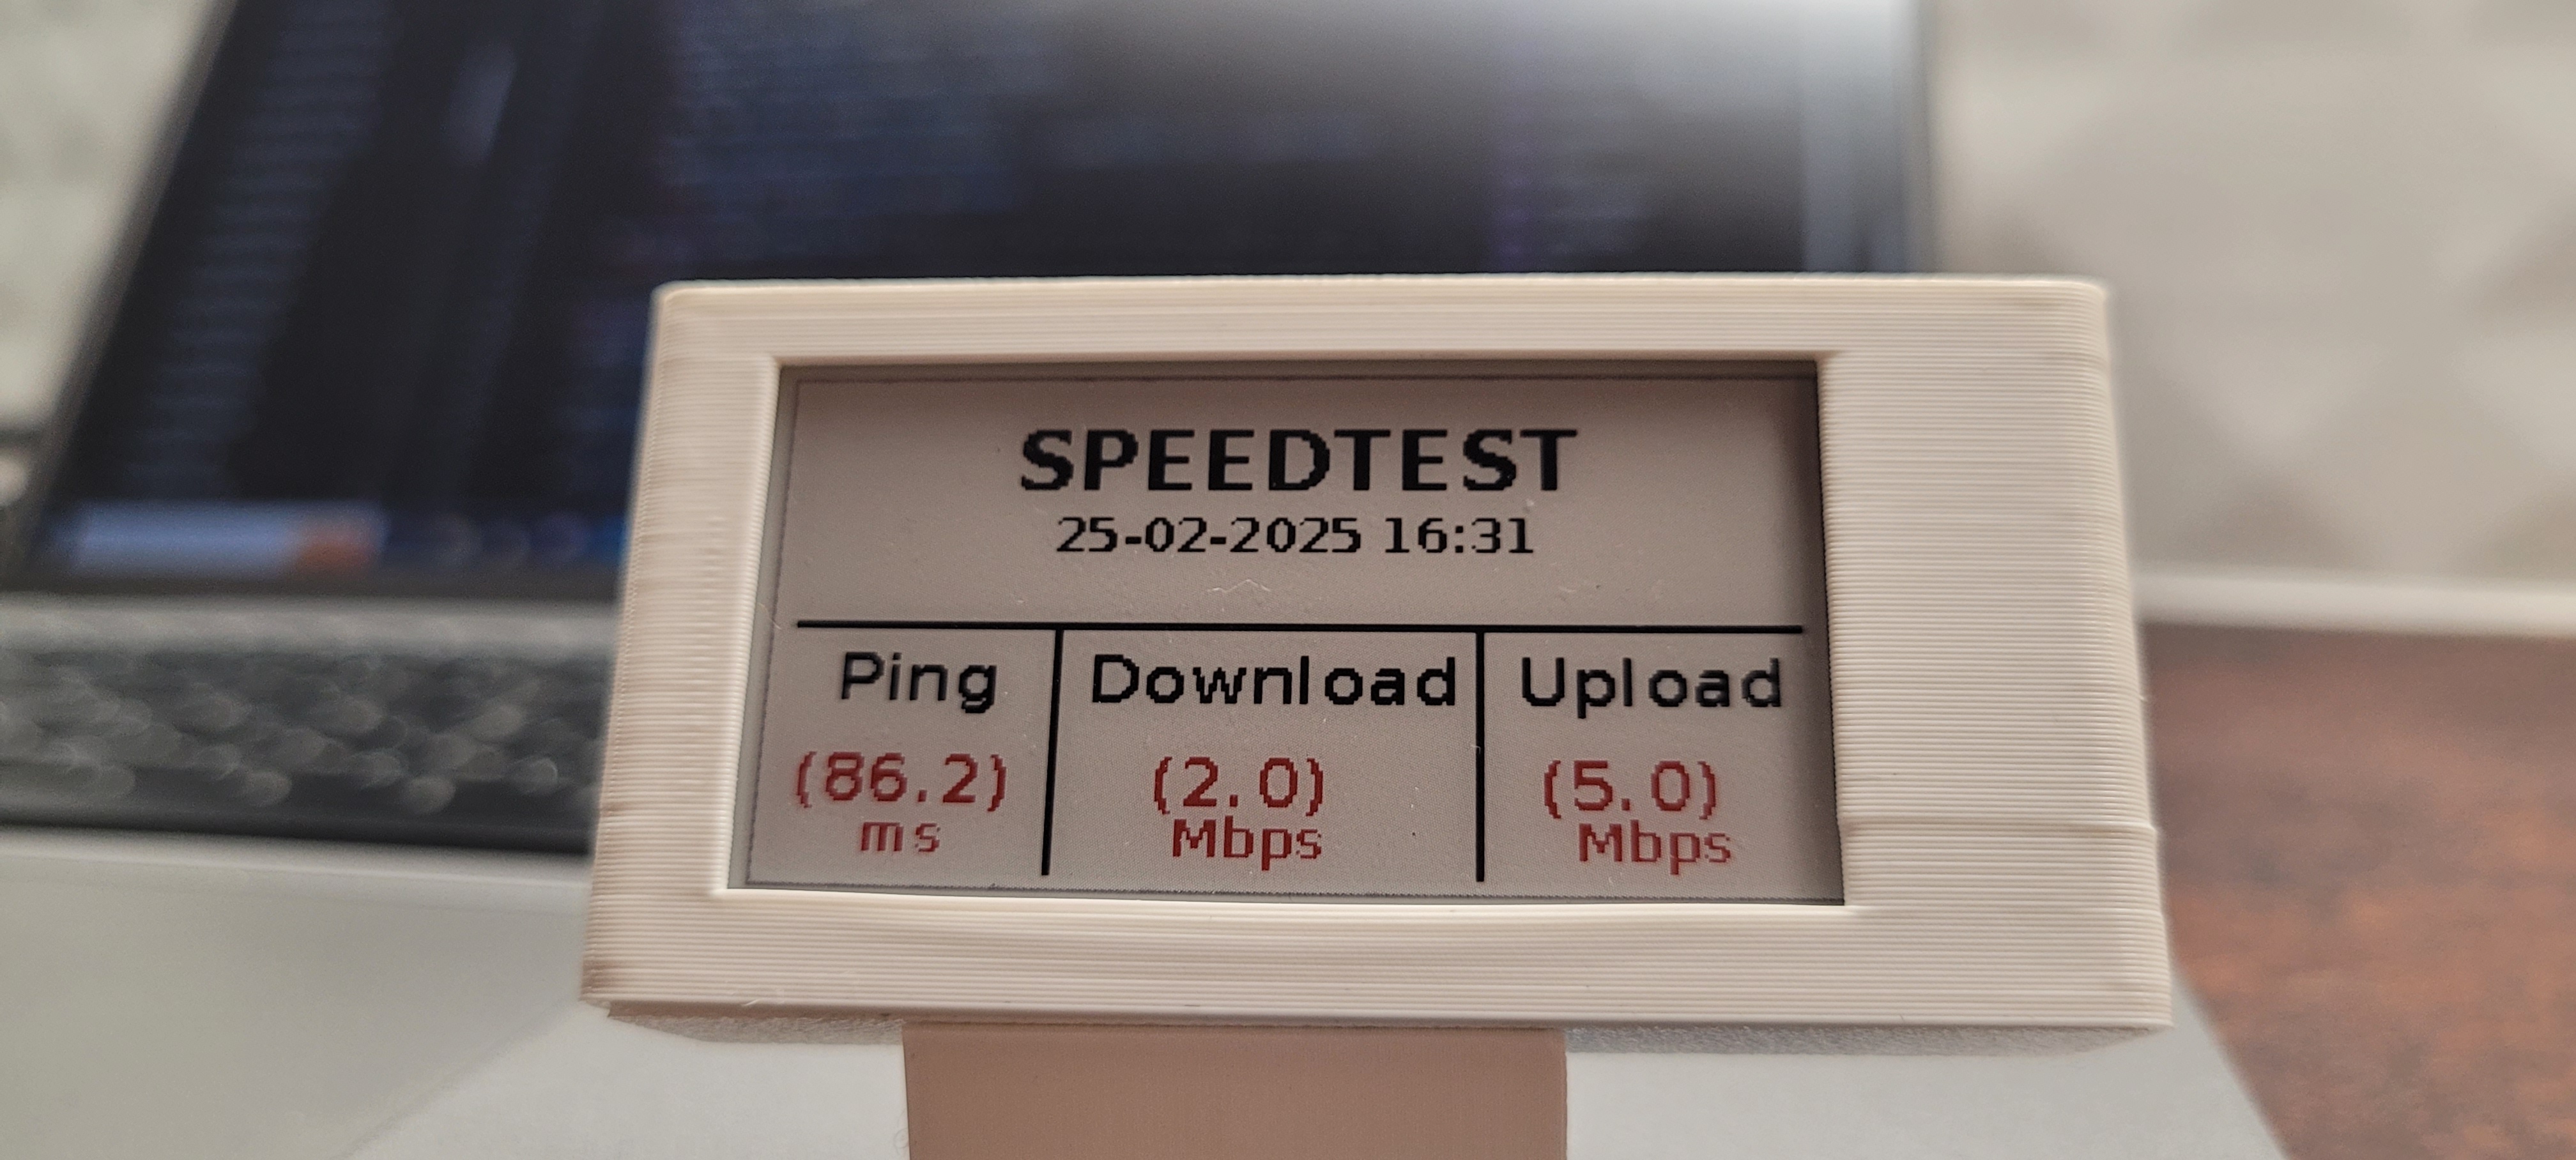 SPEEDTEST
25-02-2025 16:31
Ping
Download
Upload
(86.2)
(2.0)
(5.0)
ms
Mbps
Mbps